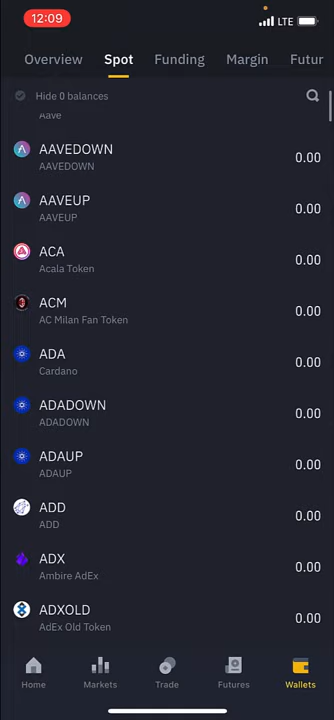 12:09
LTE
Overview Spot Funding Margin Futur
Hide 0 balances
Aave
AAVEDOWN
AAVEDOWN
0.00
AAVEUP
AAVEUP
0.00
ACA
Acala Token
0.00
ACM
AC Milan Fan Token
0.00
ADA
Cardano
0.00
ADADOWN
ADADOWN
0.00
ADAUP
ADAUP
0.00
ADD
ADD
0.00
ADX
Ambire AdEx
0.00
ADXOLD
AdEx Old Token
0.00
Home Markets Trade Futures Wallets